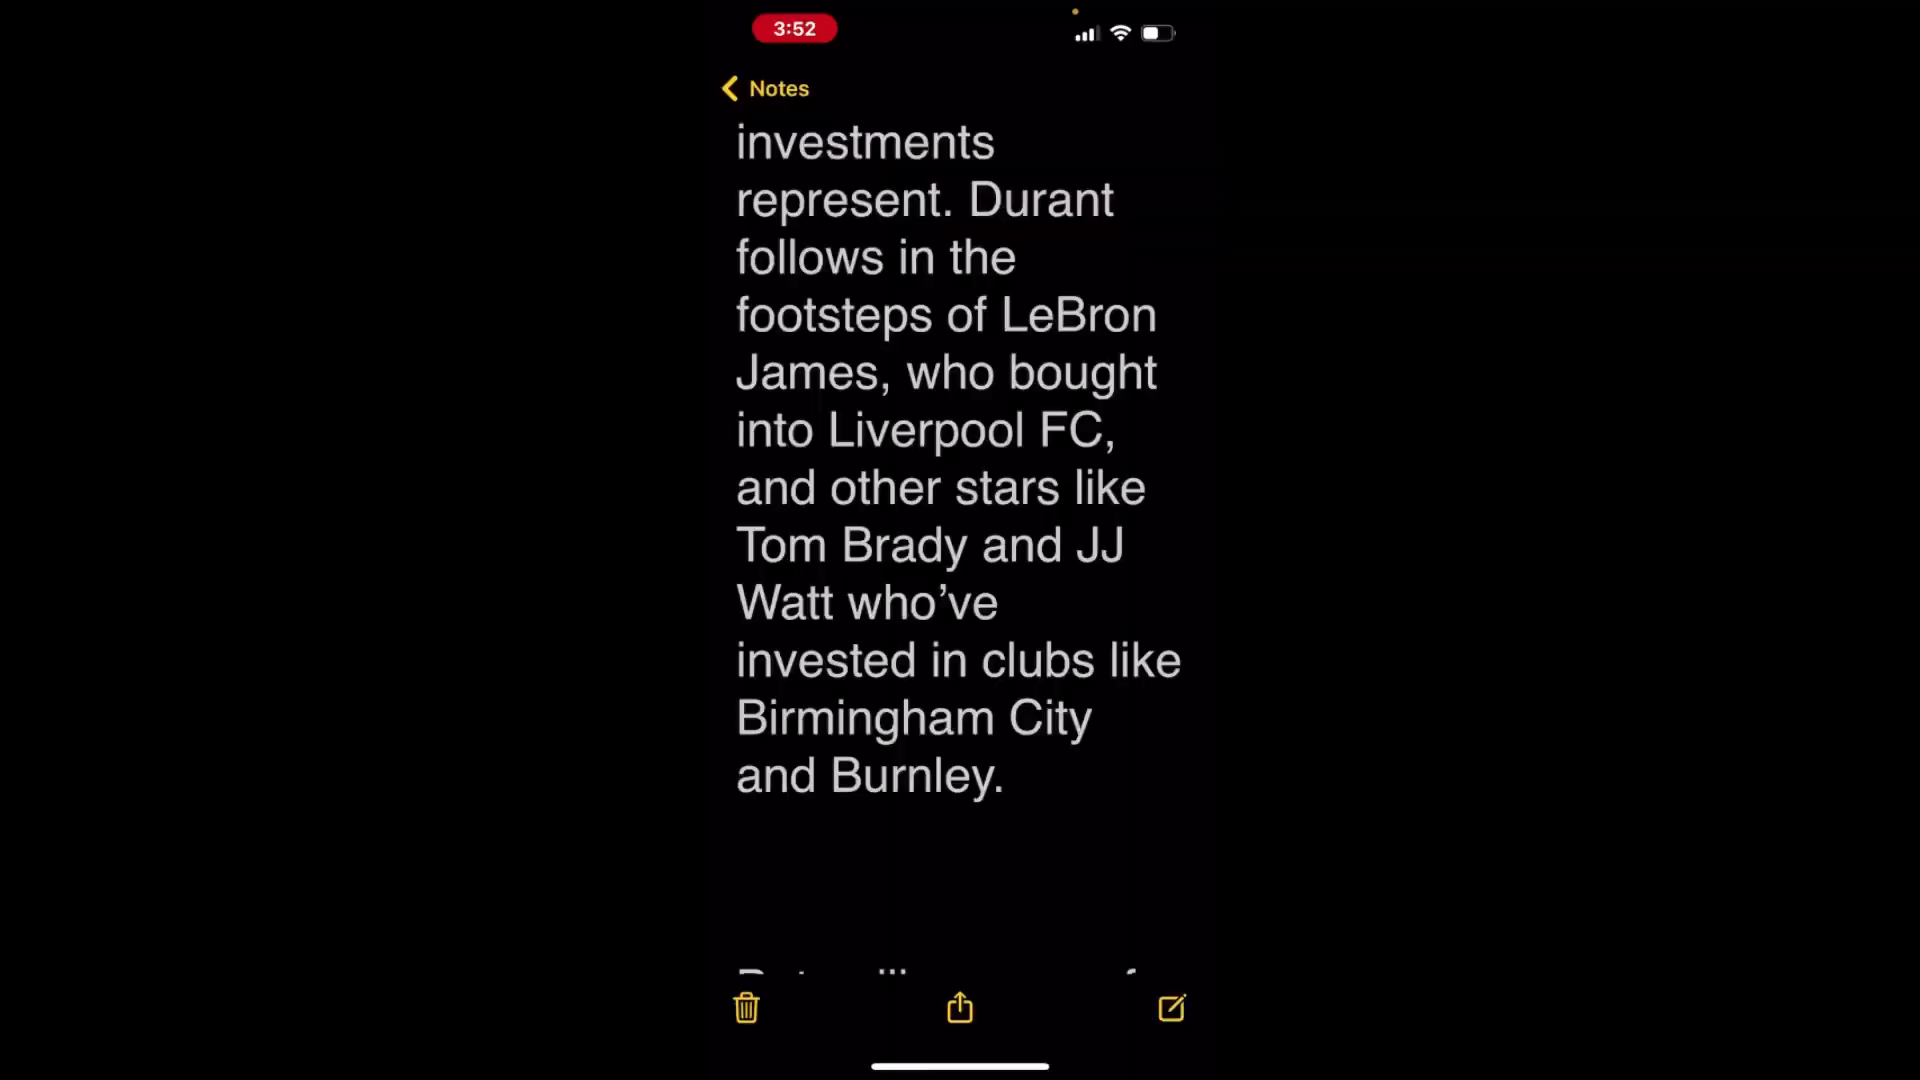 3:52
Notes
investments
represent. Durant
follows in the
footsteps of LeBron
James, who bought
into Liverpool FC,
and other stars like
Tom Brady and JJ
Watt who’ve
invested in clubs like
Birmingham City
and Burnley.